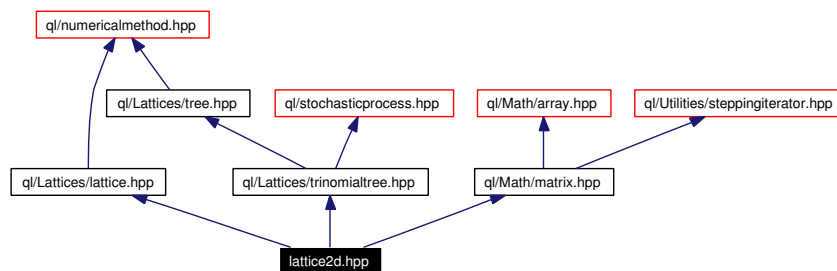 ql/numericalmethod.hpp
ql/Lattices/tree.hpp
ql/stochasticprocess.hpp
ql/Math/array.hpp
ql/Utilities/steppingiterator.hpp
ql/Lattices/lattice.hpp
ql/Lattices/trinomialtree.hpp
ql/Math/matrix.hpp
lattice2d.hpp